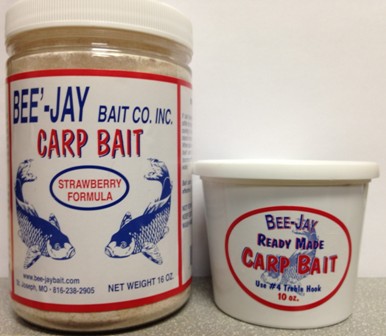 BEE'-JAY BAIT CO. INC.
CARP BAIT
STRAWBERRY
FORMULA
www.bee-jaybait.com
St. Joseph, MO - 816-238-2905
NET WEIGHT 16 OZ.
BEE-JAY
READY MADE
CARP BAIT
Use #4 Treble Hook
10 oz.